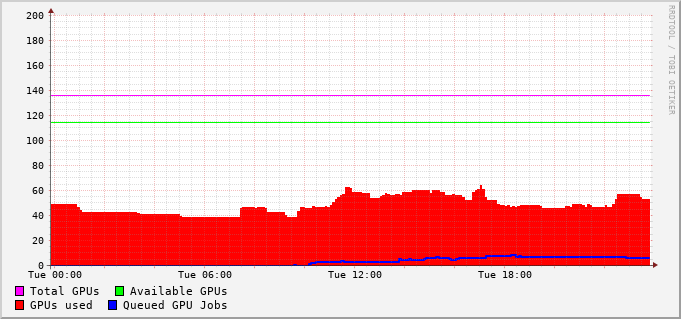 RRDTOOL / TOBI OETIKER
200
180
160
140
120
100
80
60
40
20
0
Tue 00:00 Tue 06:00 Tue 12:00 Tue 18:00
Total GPUs Available GPUs
GPUs used Queued GPU Jobs